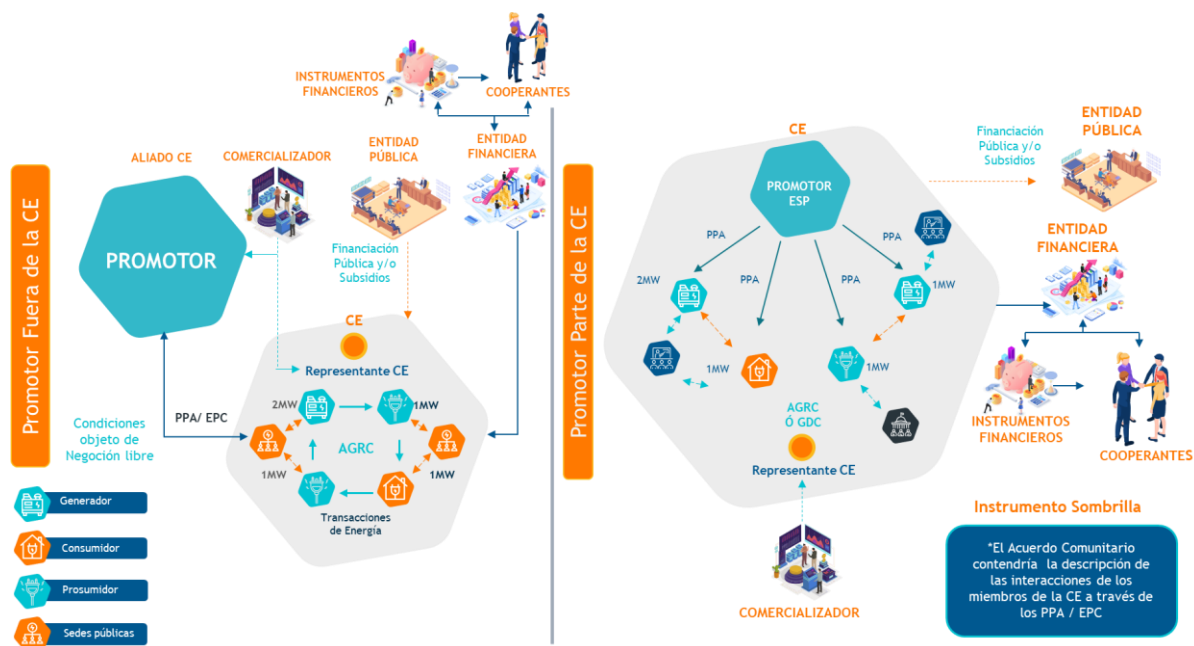 Promotor Fuera de la CE
INSTRUMENTOS
FINANCIEROS
COOPERANTES
ALIADO CE
COMERCIALIZADOR
ENTIDAD
PÚBLICA
ENTIDAD
FINANCIERA
PROMOTOR
Financiación
Pública y/o
Subsidios
CE
Representante CE
PPA/ EPC
Condiciones
objeto de
Negoción libre
2MW
1MW
AGRC
1MW
1MW
Transacciones
de Energía
Generador
Consumidor
Prosumidor
Sedes públicas
Promotor Parte de la CE
CE
PROMOTOR
ESP
PPA
PPA
PPA
PPA
2MW
1MW
1MW
1MW
AGRC
Ó GDC
Representante CE
COMERCIALIZADOR
Financiación
Pública y/o
Subsidios
ENTIDAD
PÚBLICA
ENTIDAD
FINANCIERA
INSTRUMENTOS
FINANCIEROS
COOPERANTES
Instrumento Sombrilla
*El Acuerdo Comunitario
contendría la descripción de
las interacciones de los
miembros de la CE a través de
los PPA / EPC